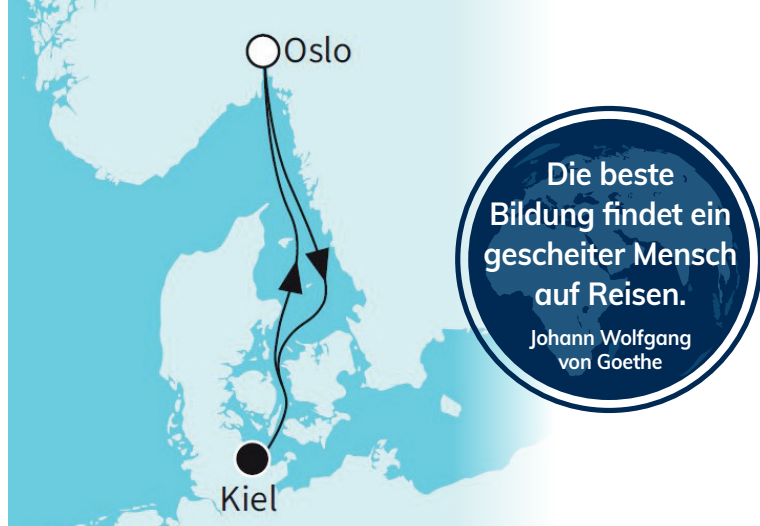 Oslo
Die beste
Bildung findet ein
gescheiter Mensch
auf Reisen.
Johann Wolfgang
von Goethe
Kiel